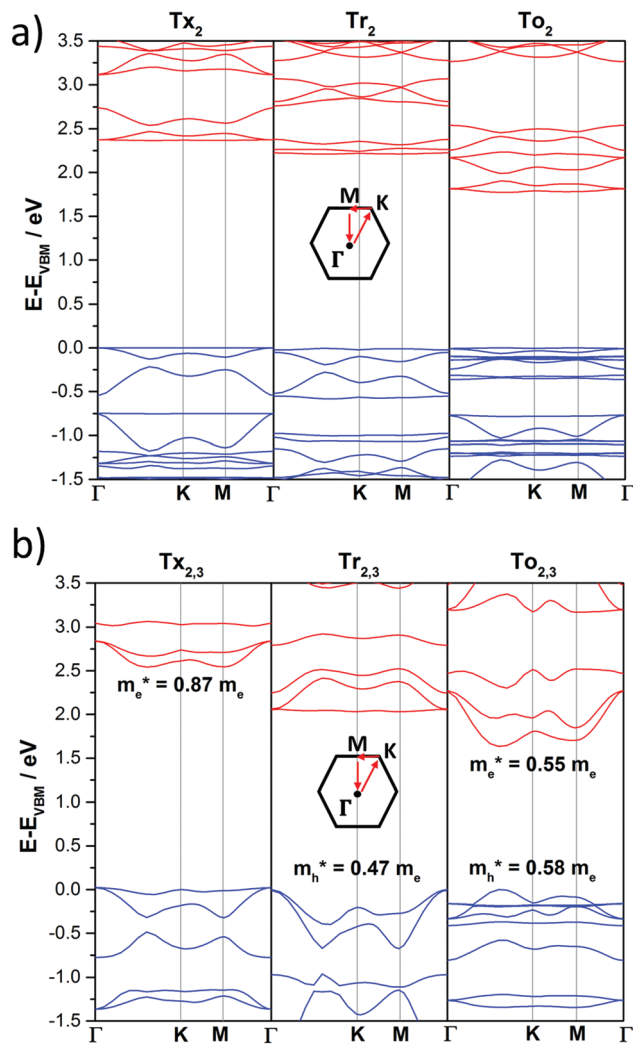 a)
Tx₂ Tr₂ To₂
3.5
3.0
2.5
2.0
1.5
1.0
0.5
0.0
-0.5
-1.0
-1.5
E-E_VBM / eV
M
K
Γ
Γ K M Γ K M Γ K M Γ
b)
Tx₂,₃ Tr₂,₃ To₂,₃
3.5
3.0
2.5
2.0
1.5
1.0
0.5
0.0
-0.5
-1.0
-1.5
E-E_VBM / eV
mₑ* = 0.87 mₑ
mₑ* = 0.55 mₑ
M
K
Γ
mₕ* = 0.47 mₑ
mₕ* = 0.58 mₑ
Γ K M Γ K M Γ K M Γ